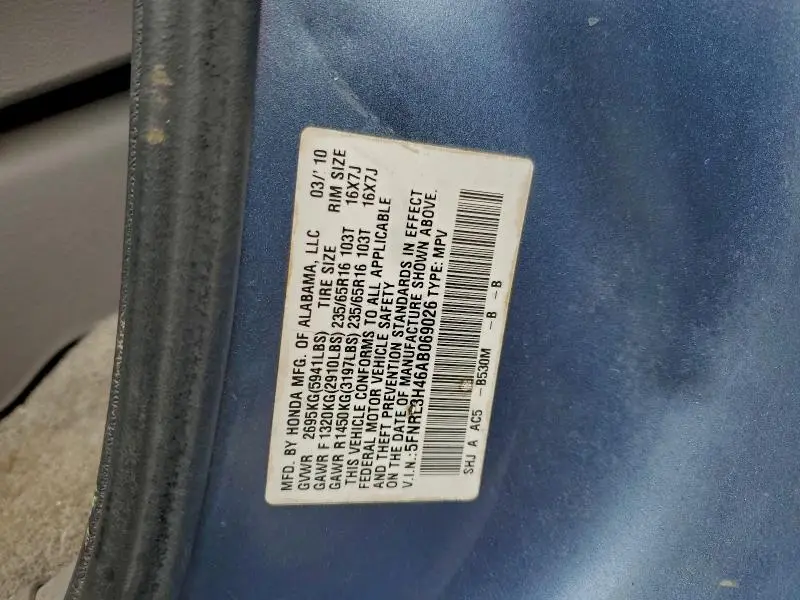 MFD. BY HONDA MFG. OF ALABAMA, LLC 03/' 10
GVWR 2695KG(5941LBS) TIRE SIZE RIM SIZE
GAWR F 1320KG(2910LBS) 235/65R16 103T 16X7J
GAWR R1450KG(3197LBS) 235/65R16 103T 16X7J
THIS VEHICLE CONFORMS TO ALL APPLICABLE
FEDERAL MOTOR VEHICLE SAFETY
AND THEFT PREVENTION STANDARDS IN EFFECT
ON THE DATE OF MANUFACTURE SHOWN ABOVE.
V.I.N.:5FNRL3H46AB069026 TYPE: MPV
SHJ A AC5 -B530M -B -B